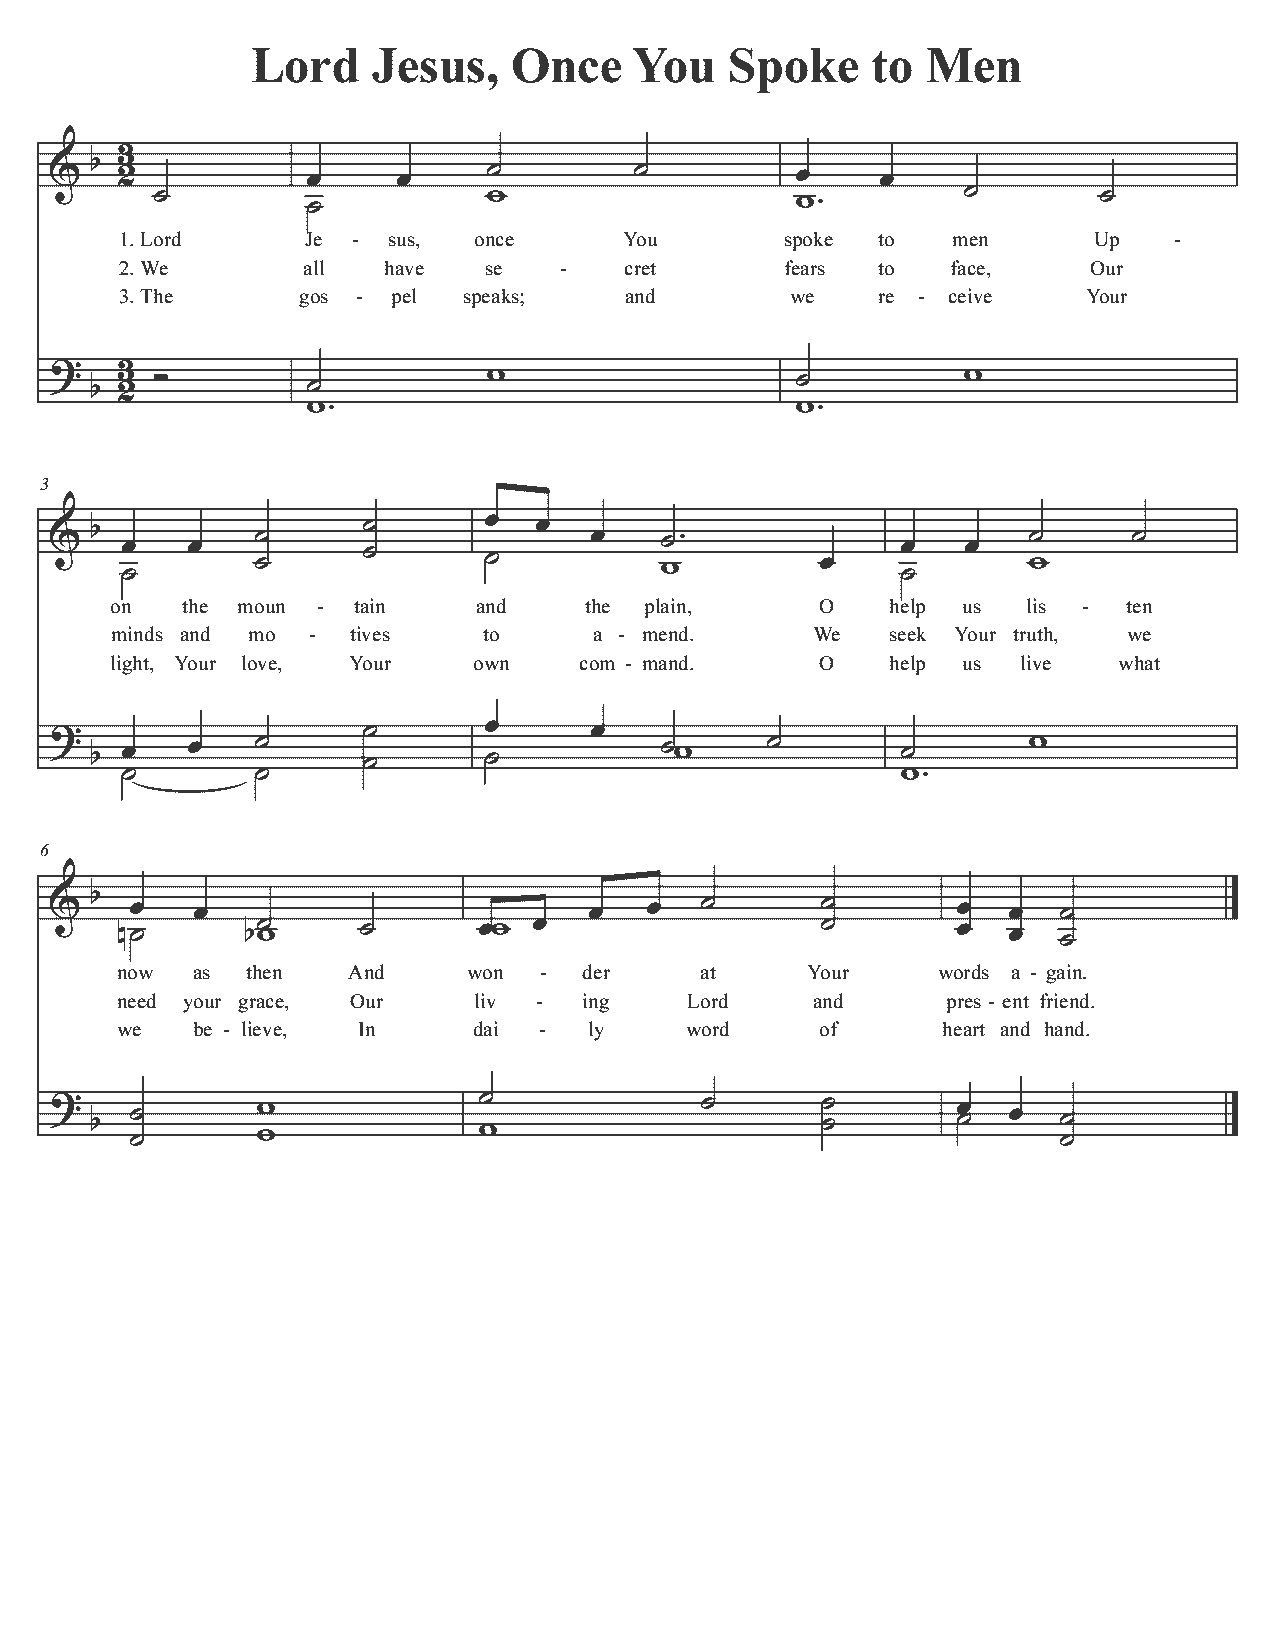 Lord Jesus, Once You Spoke to Men
3
2
1. Lord Je - sus, once You spoke to men Up -
2. We all have se - cret fears to face, Our
3. The gos - pel speaks; and we re - ceive Your
3
2
3
on the moun - tain and the plain, O help us lis - ten
minds and mo - tives to a - mend. We seek Your truth, we
light, Your love, Your own com - mand. O help us live what
6
now as then And won - der at Your words a - gain.
need your grace, Our liv - ing Lord and pres - ent friend.
we be - lieve, In dai - ly word of heart and hand.